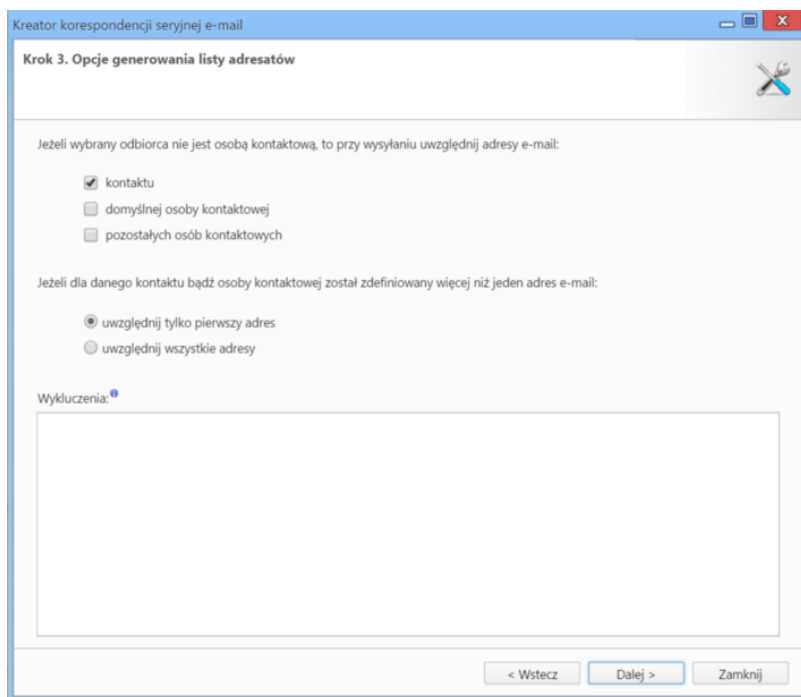 Kreator korespondencji seryjnej e-mail
Krok 3. Opcje generowania listy adresatów
Jeżeli wybrany odbiorca nie jest osobą kontaktową, to przy wysyłaniu uwzględnij adresy e-mail:
kontaktu
domyślnej osoby kontaktowej
pozostałych osób kontaktowych
Jeżeli dla danego kontaktu bądź osoby kontaktowej został zdefiniowany więcej niż jeden adres e-mail:
uwzględnij tylko pierwszy adres
uwzględnij wszystkie adresy
Wykluczenia:
< Wstecz Dalej > Zamknij